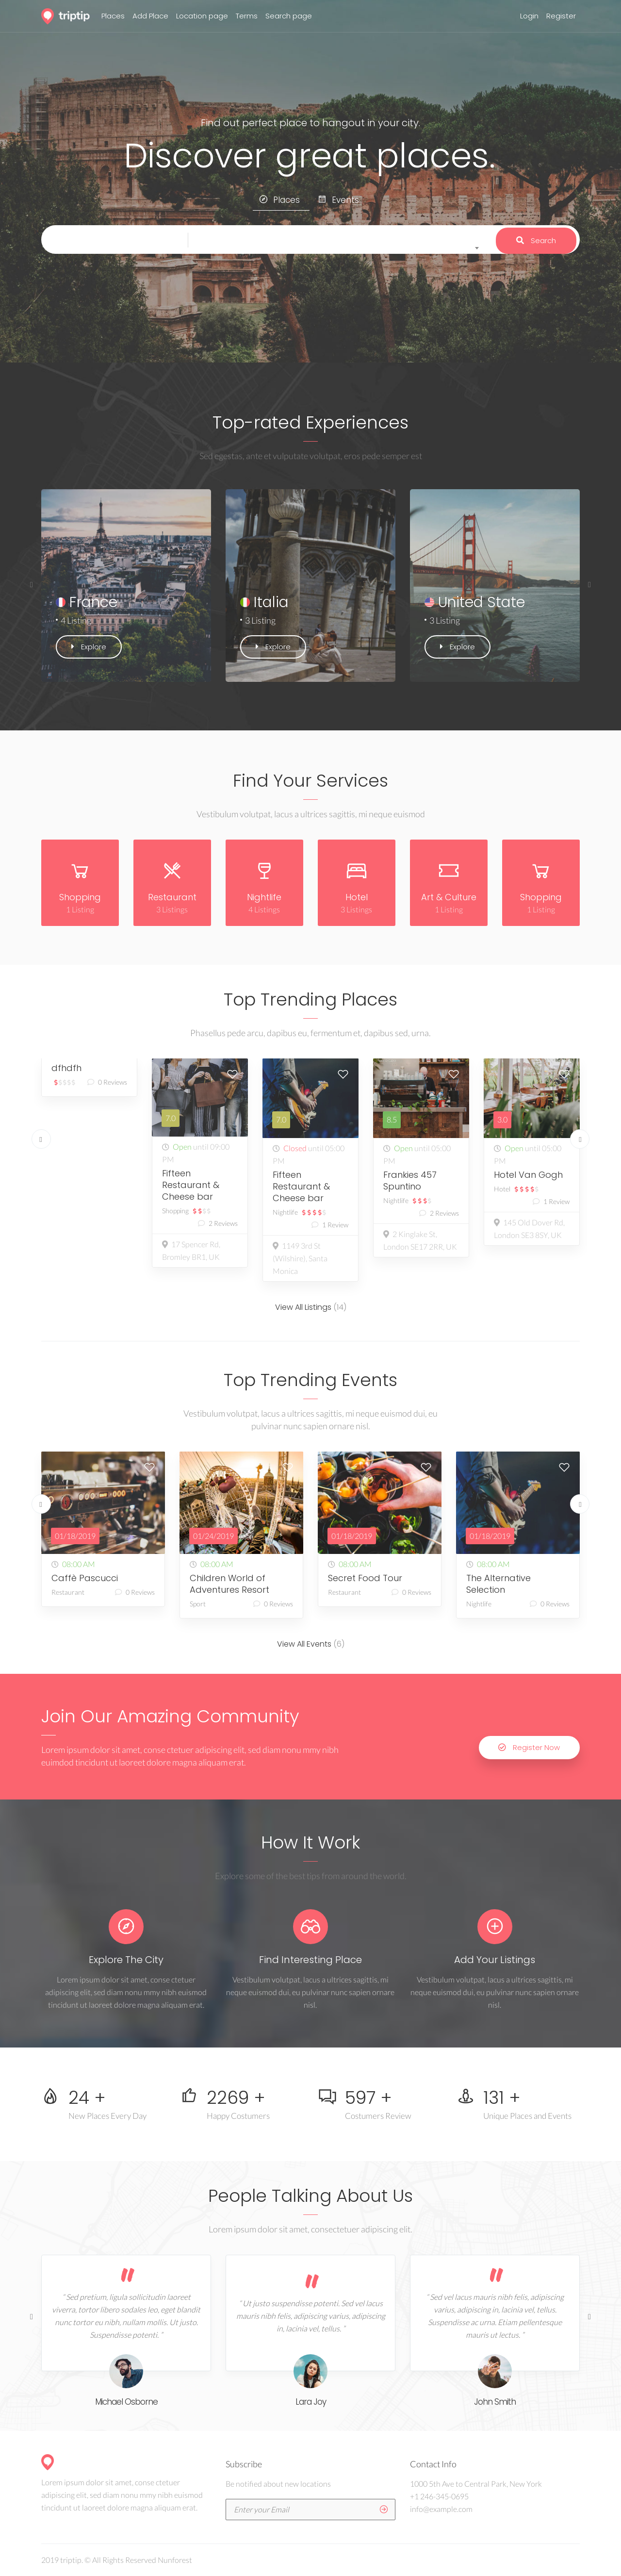 triptip Places Add Place Location page Terms Search page Login Register
Find out perfect place to hangout in your city.
Discover great places.
Places Events
Search
Top-rated Experiences
Sed egestas, ante et vulputate volutpat, eros pede semper est
France
4 Listing
Explore
Italia
3 Listing
Explore
United State
3 Listing
Explore
Find Your Services
Vestibulum volutpat, lacus a ultrices sagittis, mi neque euismod
Shopping
1 Listing
Restaurant
3 Listings
Nightlife
4 Listings
Hotel
3 Listings
Art & Culture
1 Listing
Shopping
1 Listing
Top Trending Places
Phasellus pede arcu, dapibus eu, fermentum et, dapibus sed, urna.
dfhdfh
$$$$$ 0 Reviews
7.0
Open until 09:00
PM
Fifteen
Restaurant &
Cheese bar
Shopping $$$$$
2 Reviews
17 Spencer Rd,
Bromley BR1, UK
7.0
Closed until 05:00
PM
Fifteen
Restaurant &
Cheese bar
Nightlife $$$$$
1 Review
1149 3rd St
(Wilshire), Santa
Monica
8.5
Open until 05:00
PM
Frankies 457
Spuntino
Nightlife $$$$
2 Reviews
2 Kinglake St,
London SE17 2RR, UK
3.0
Open until 05:00
PM
Hotel Van Gogh
Hotel $$$$$
1 Review
145 Old Dover Rd,
London SE3 8SY, UK
View All Listings (14)
Top Trending Events
Vestibulum volutpat, lacus a ultrices sagittis, mi neque euismod dui, eu
pulvinar nunc sapien ornare nisl.
01/18/2019
08:00 AM
Caffè Pascucci
Restaurant 0 Reviews
01/24/2019
08:00 AM
Children World of
Adventures Resort
Sport 0 Reviews
01/18/2019
08:00 AM
Secret Food Tour
Restaurant 0 Reviews
01/18/2019
08:00 AM
The Alternative
Selection
Nightlife 0 Reviews
View All Events (6)
Join Our Amazing Community
Lorem ipsum dolor sit amet, conse ctetuer adipiscing elit, sed diam nonu mmy nibh
euimdod tincidunt ut laoreet dolore magna aliquam erat.
Register Now
How It Work
Explore some of the best tips from around the world.
Explore The City
Lorem ipsum dolor sit amet, conse ctetuer
adipiscing elit, sed diam nonu mmy nibh euismod
tincidunt ut laoreet dolore magna aliquam erat.
Find Interesting Place
Vestibulum volutpat, lacus a ultrices sagittis, mi
neque euismod dui, eu pulvinar nunc sapien ornare
nisl.
Add Your Listings
Vestibulum volutpat, lacus a ultrices sagittis, mi
neque euismod dui, eu pulvinar nunc sapien ornare
nisl.
24 +
New Places Every Day
2269 +
Happy Costumers
597 +
Costumers Review
131 +
Unique Places and Events
People Talking About Us
Lorem ipsum dolor sit amet, consectetuer adipiscing elit.
" Sed pretium, ligula sollicitudin laoreet
viverra, tortor libero sodales leo, eget blandit
nunc tortor eu nibh, nullam mollis. Ut justo.
Suspendisse potenti. "
Michael Osborne
" Ut justo suspendisse potenti. Sed vel lacus
mauris nibh felis, adipiscing varius, adipiscing
in, lacinia vel, tellus. "
Lara Joy
" Sed vel lacus mauris nibh felis, adipiscing
varius, adipiscing in, lacinia vel, tellus.
Suspendisse ac urna. Etiam pellentesque
mauris ut lectus. "
John Smith
Lorem ipsum dolor sit amet, conse ctetuer
adipiscing elit, sed diam nonu mmy nibh euismod
tincidunt ut laoreet dolore magna aliquam erat.
Subscribe
Be notified about new locations
Enter your Email
Contact Info
1000 5th Ave to Central Park, New York
+1 246-345-0695
info@example.com
2019 triptip. © All Rights Reserved Nunforest